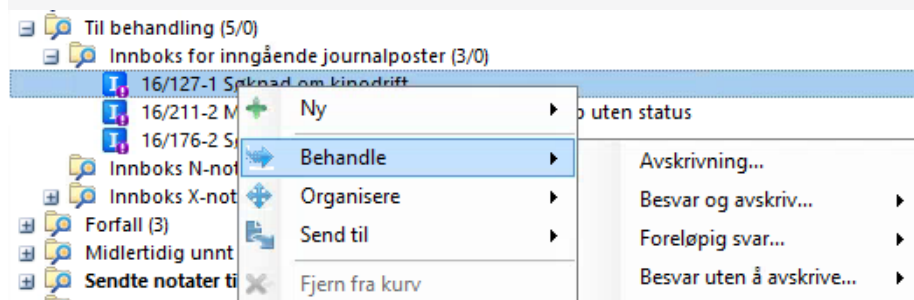 Til behandling (5/0)
Innboks for inngående journalposter (3/0)
16/127-1 Søknad om kinodrift
16/211-2 M
Ny
uten status
16/176-2
Behandle
Avskrivning...
Innboks N-not
Innboks X-not
Organisere
Besvar og avskriv...
Forfall (3)
Send til
Foreløpig svar...
Midlertidig unnt
Sendte notater ti
Fjern fra kurv
Besvar uten å avskrive...